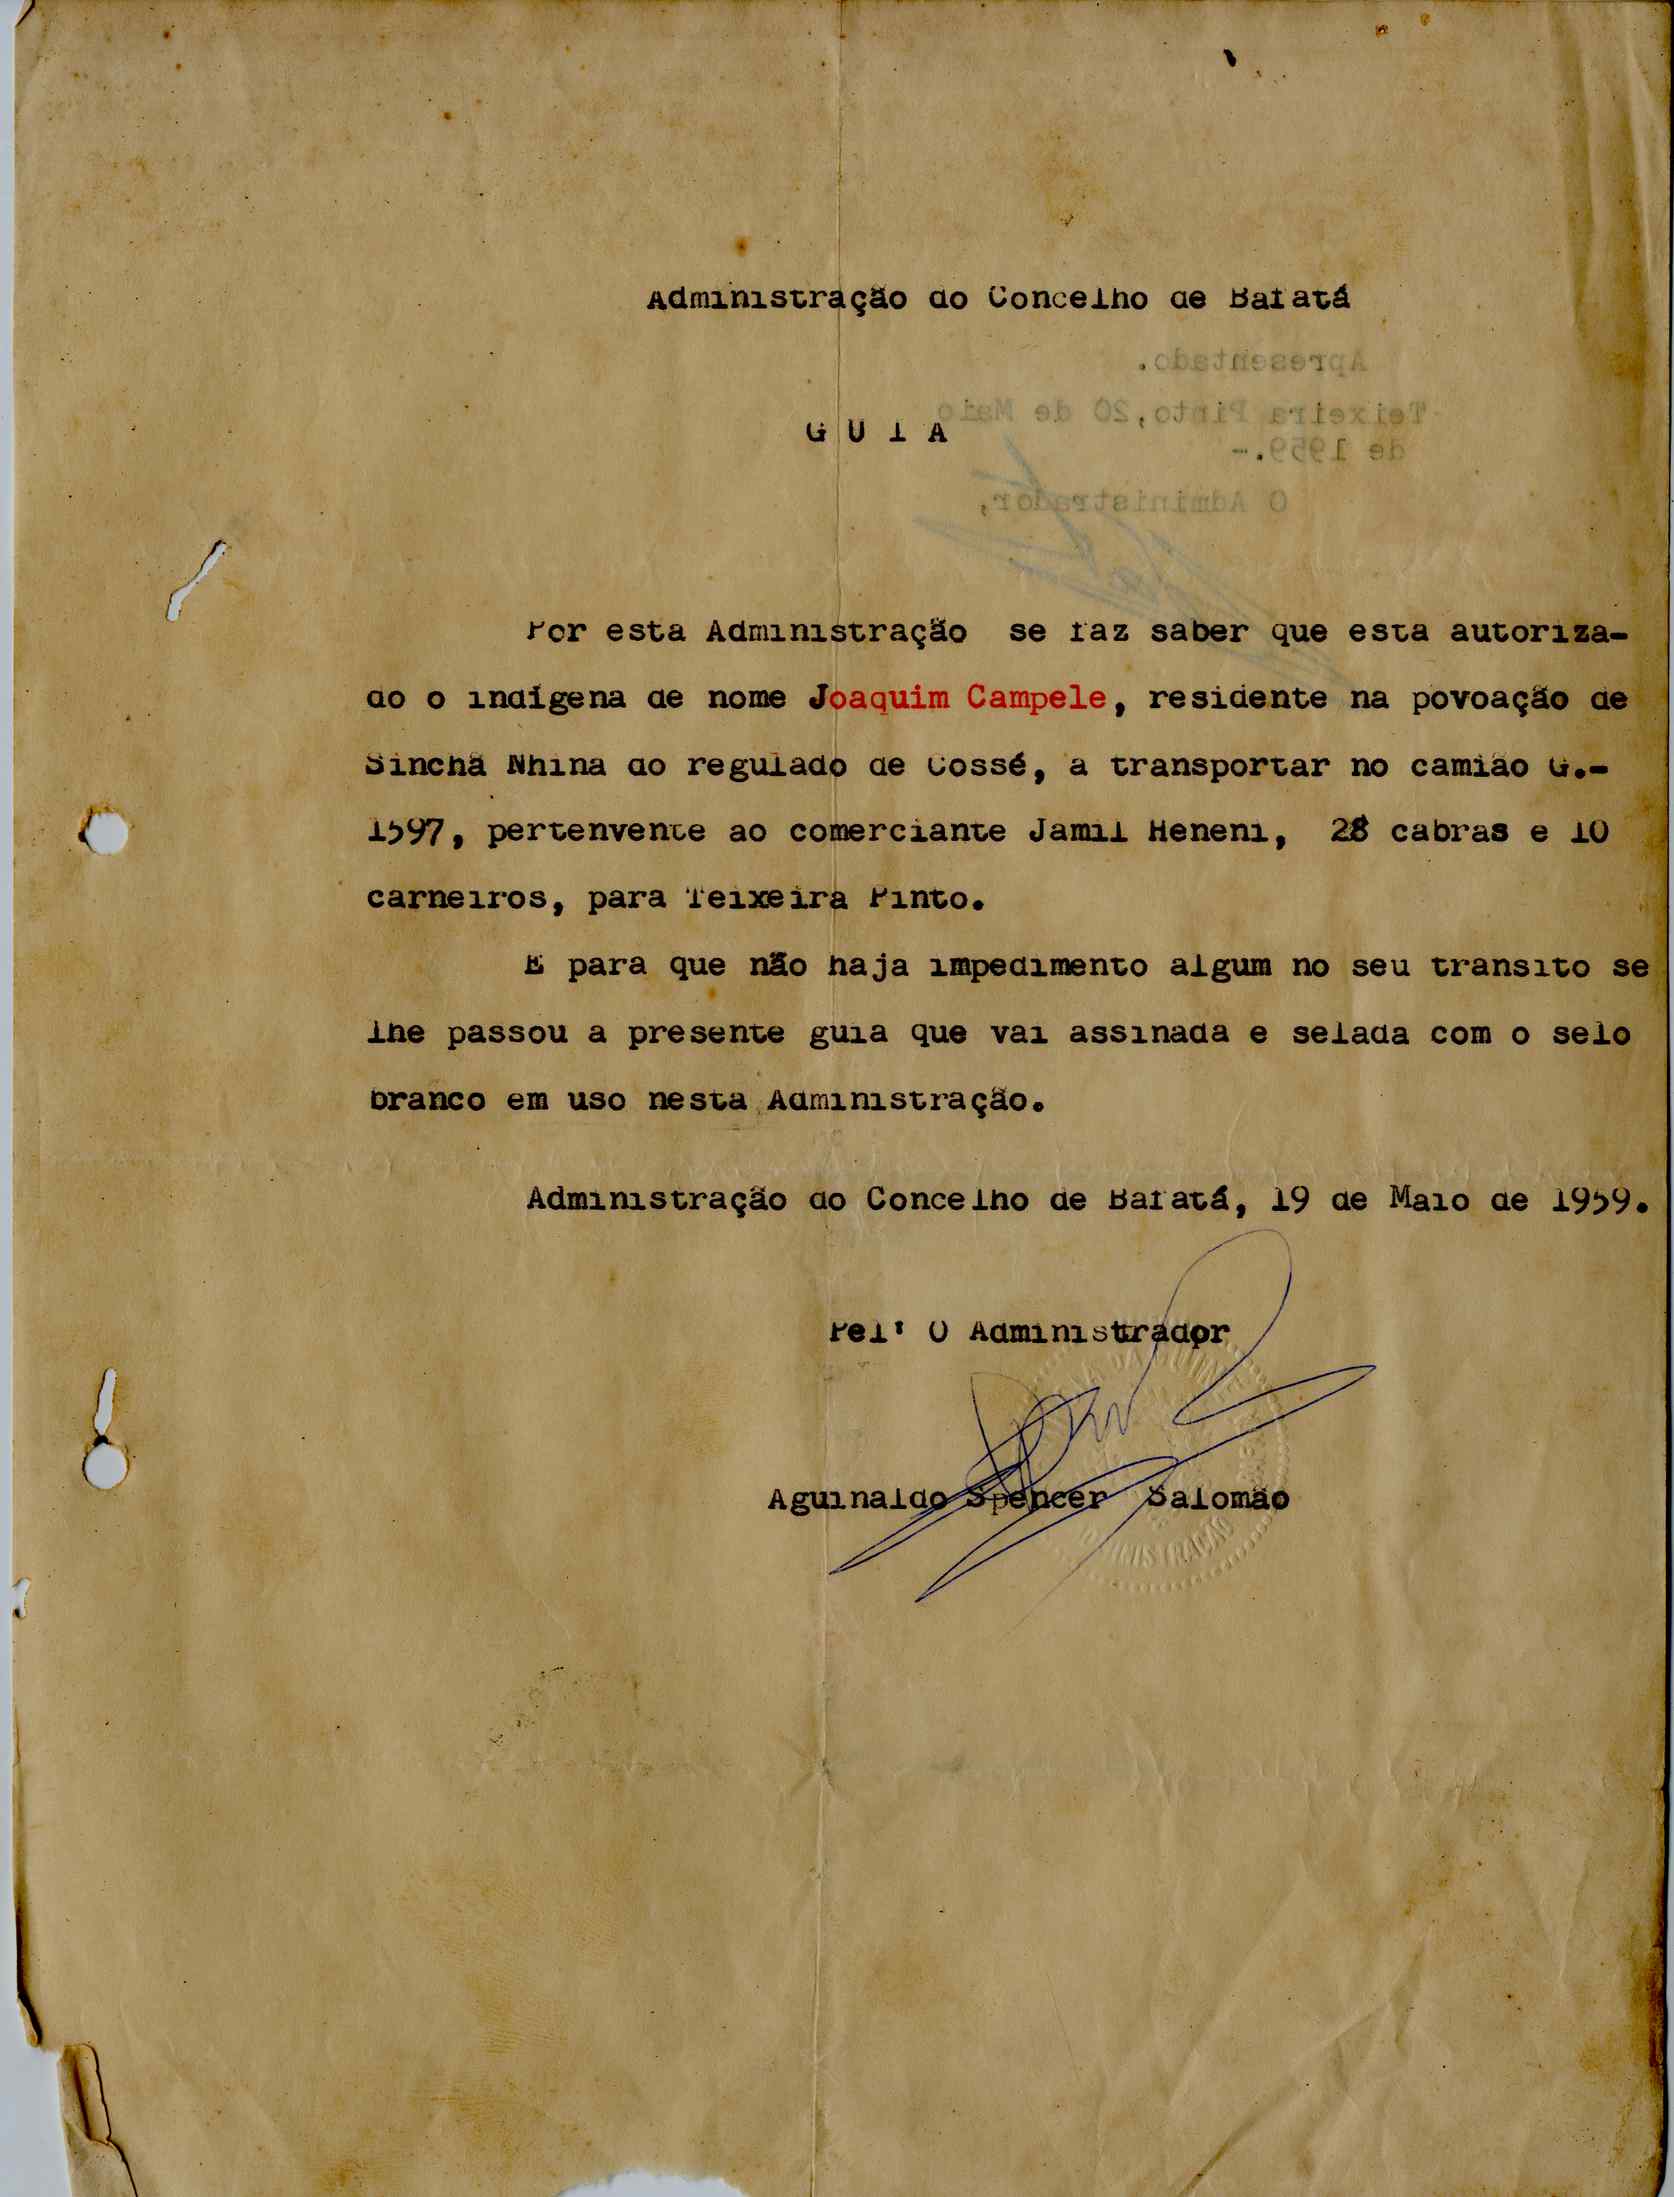 Administração do Concelho de Bafatá
Apresentado.
Teixeira Pinto,20 de Maio
de 1959.-
O Administrador,
G U I A
Por esta Administração se faz saber que esta autoriza-
do o indígena de nome Joaquim Campele, residente na povoação de
Sinchã Nhina do regulado de Cossé, a transportar no camião G.-
1597, pertenvente ao comerciante Jamil Heneni, 28 cabras e 10
carneiros, para Teixeira Pinto.
E para que não haja impedimento algum no seu transito se
lhe passou a presente guia que vai assinada e selada com o selo
branco em uso nesta Administração.
Administração do Concelho de Bafatá, 19 de Maio de 1959.
Pel' O Administrador
Aguinaldo Spencer Salomão